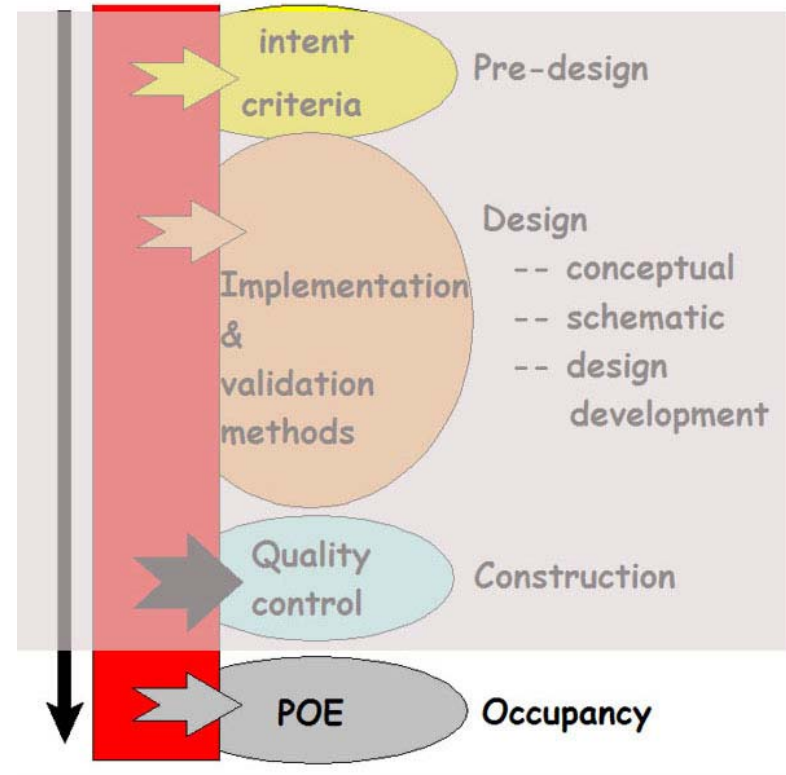 intent
criteria
Pre-design
Implementation
&
validation
methods
Design
-- conceptual
-- schematic
-- design
development
Quality
control
Construction
POE
Occupancy